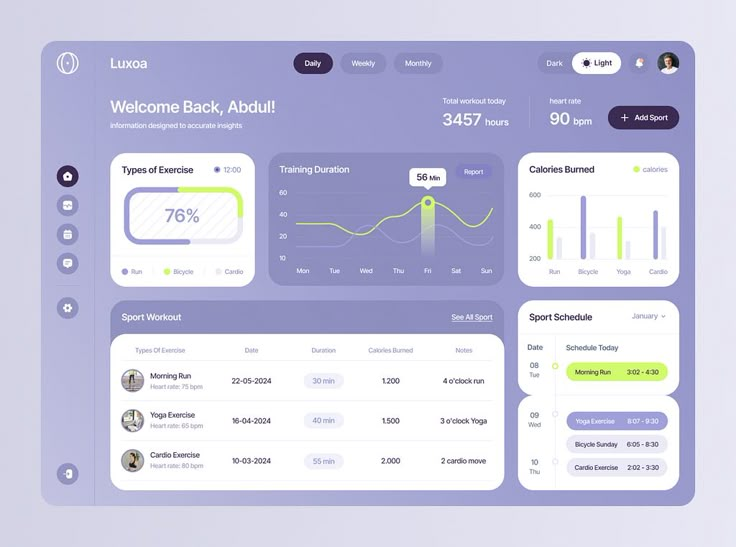 Luxoa
Daily
Weekly
Monthly
Dark
Light
Welcome Back, Abdul!
information designed to accurate insights
Total workout today
3457 hours
heart rate
90 bpm
+ Add Sport
Types of Exercise
12:00
76%
Run
Bicycle
Cardio
Training Duration
56 Min
Report
60
40
20
10
Mon
Tue
Wed
Thu
Fri
Sat
Sun
Calories Burned
calories
600
400
200
Run
Bicycle
Yoga
Cardio
Sport Workout
See All Sport
Types Of Exercise
Date
Duration
Calories Burned
Notes
Morning Run
Heart rate: 75 bpm
22-05-2024
30 min
1.200
4 o'clock run
Yoga Exercise
Heart rate: 65 bpm
16-04-2024
40 min
1.500
3 o'clock Yoga
Cardio Exercise
Heart rate: 80 bpm
10-03-2024
55 min
2.000
2 cardio move
Sport Schedule
January
Date
Schedule Today
08
Tue
Morning Run 3:02 - 4:30
09
Wed
Yoga Exercise 8:07 - 9:30
Bicycle Sunday 6:05 - 8:30
10
Thu
Cardio Exercise 2:02 - 3:30